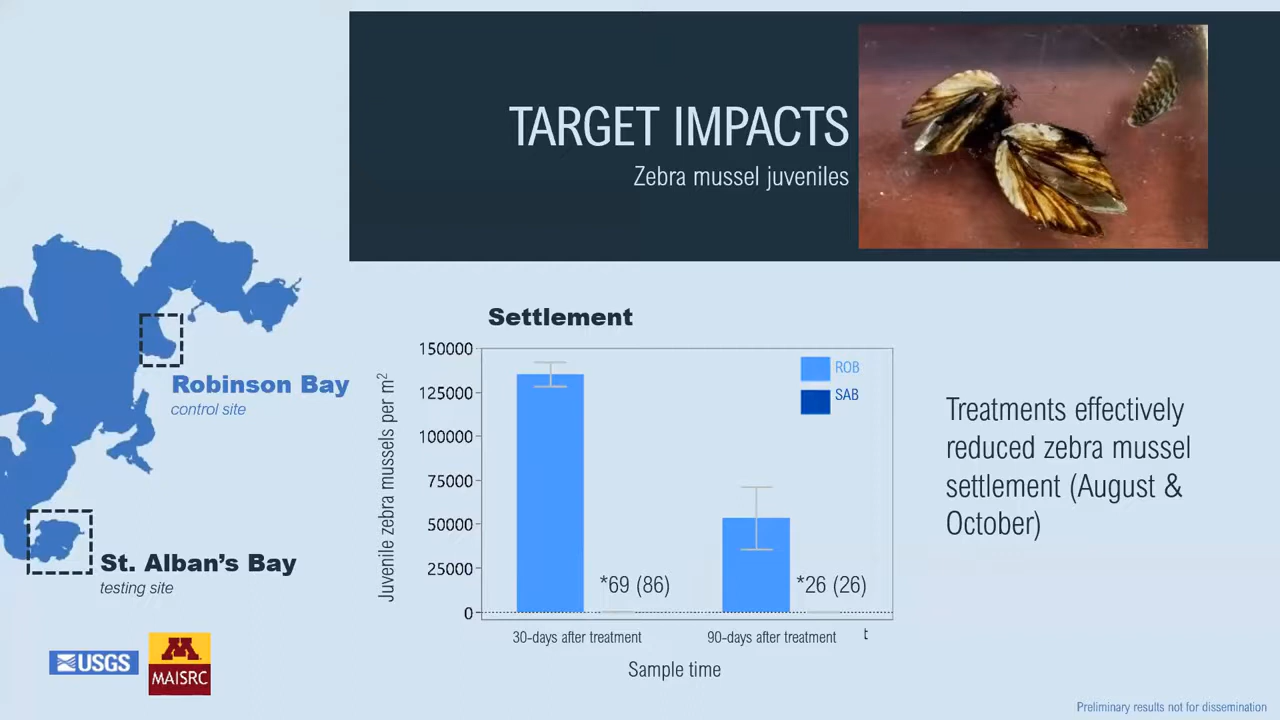 TARGET IMPACTS
Zebra mussel juveniles
Robinson Bay
control site
St. Alban's Bay
testing site
USGS
M
MAISRC
Settlement
Juvenile zebra mussels per m²
150000
125000
100000
75000
50000
25000
0
ROB
SAB
*69 (86)
*26 (26)
30-days after treatment
90-days after treatment
t
Sample time
Treatments effectively
reduced zebra mussel
settlement (August &
October)
Preliminary results not for dissemination